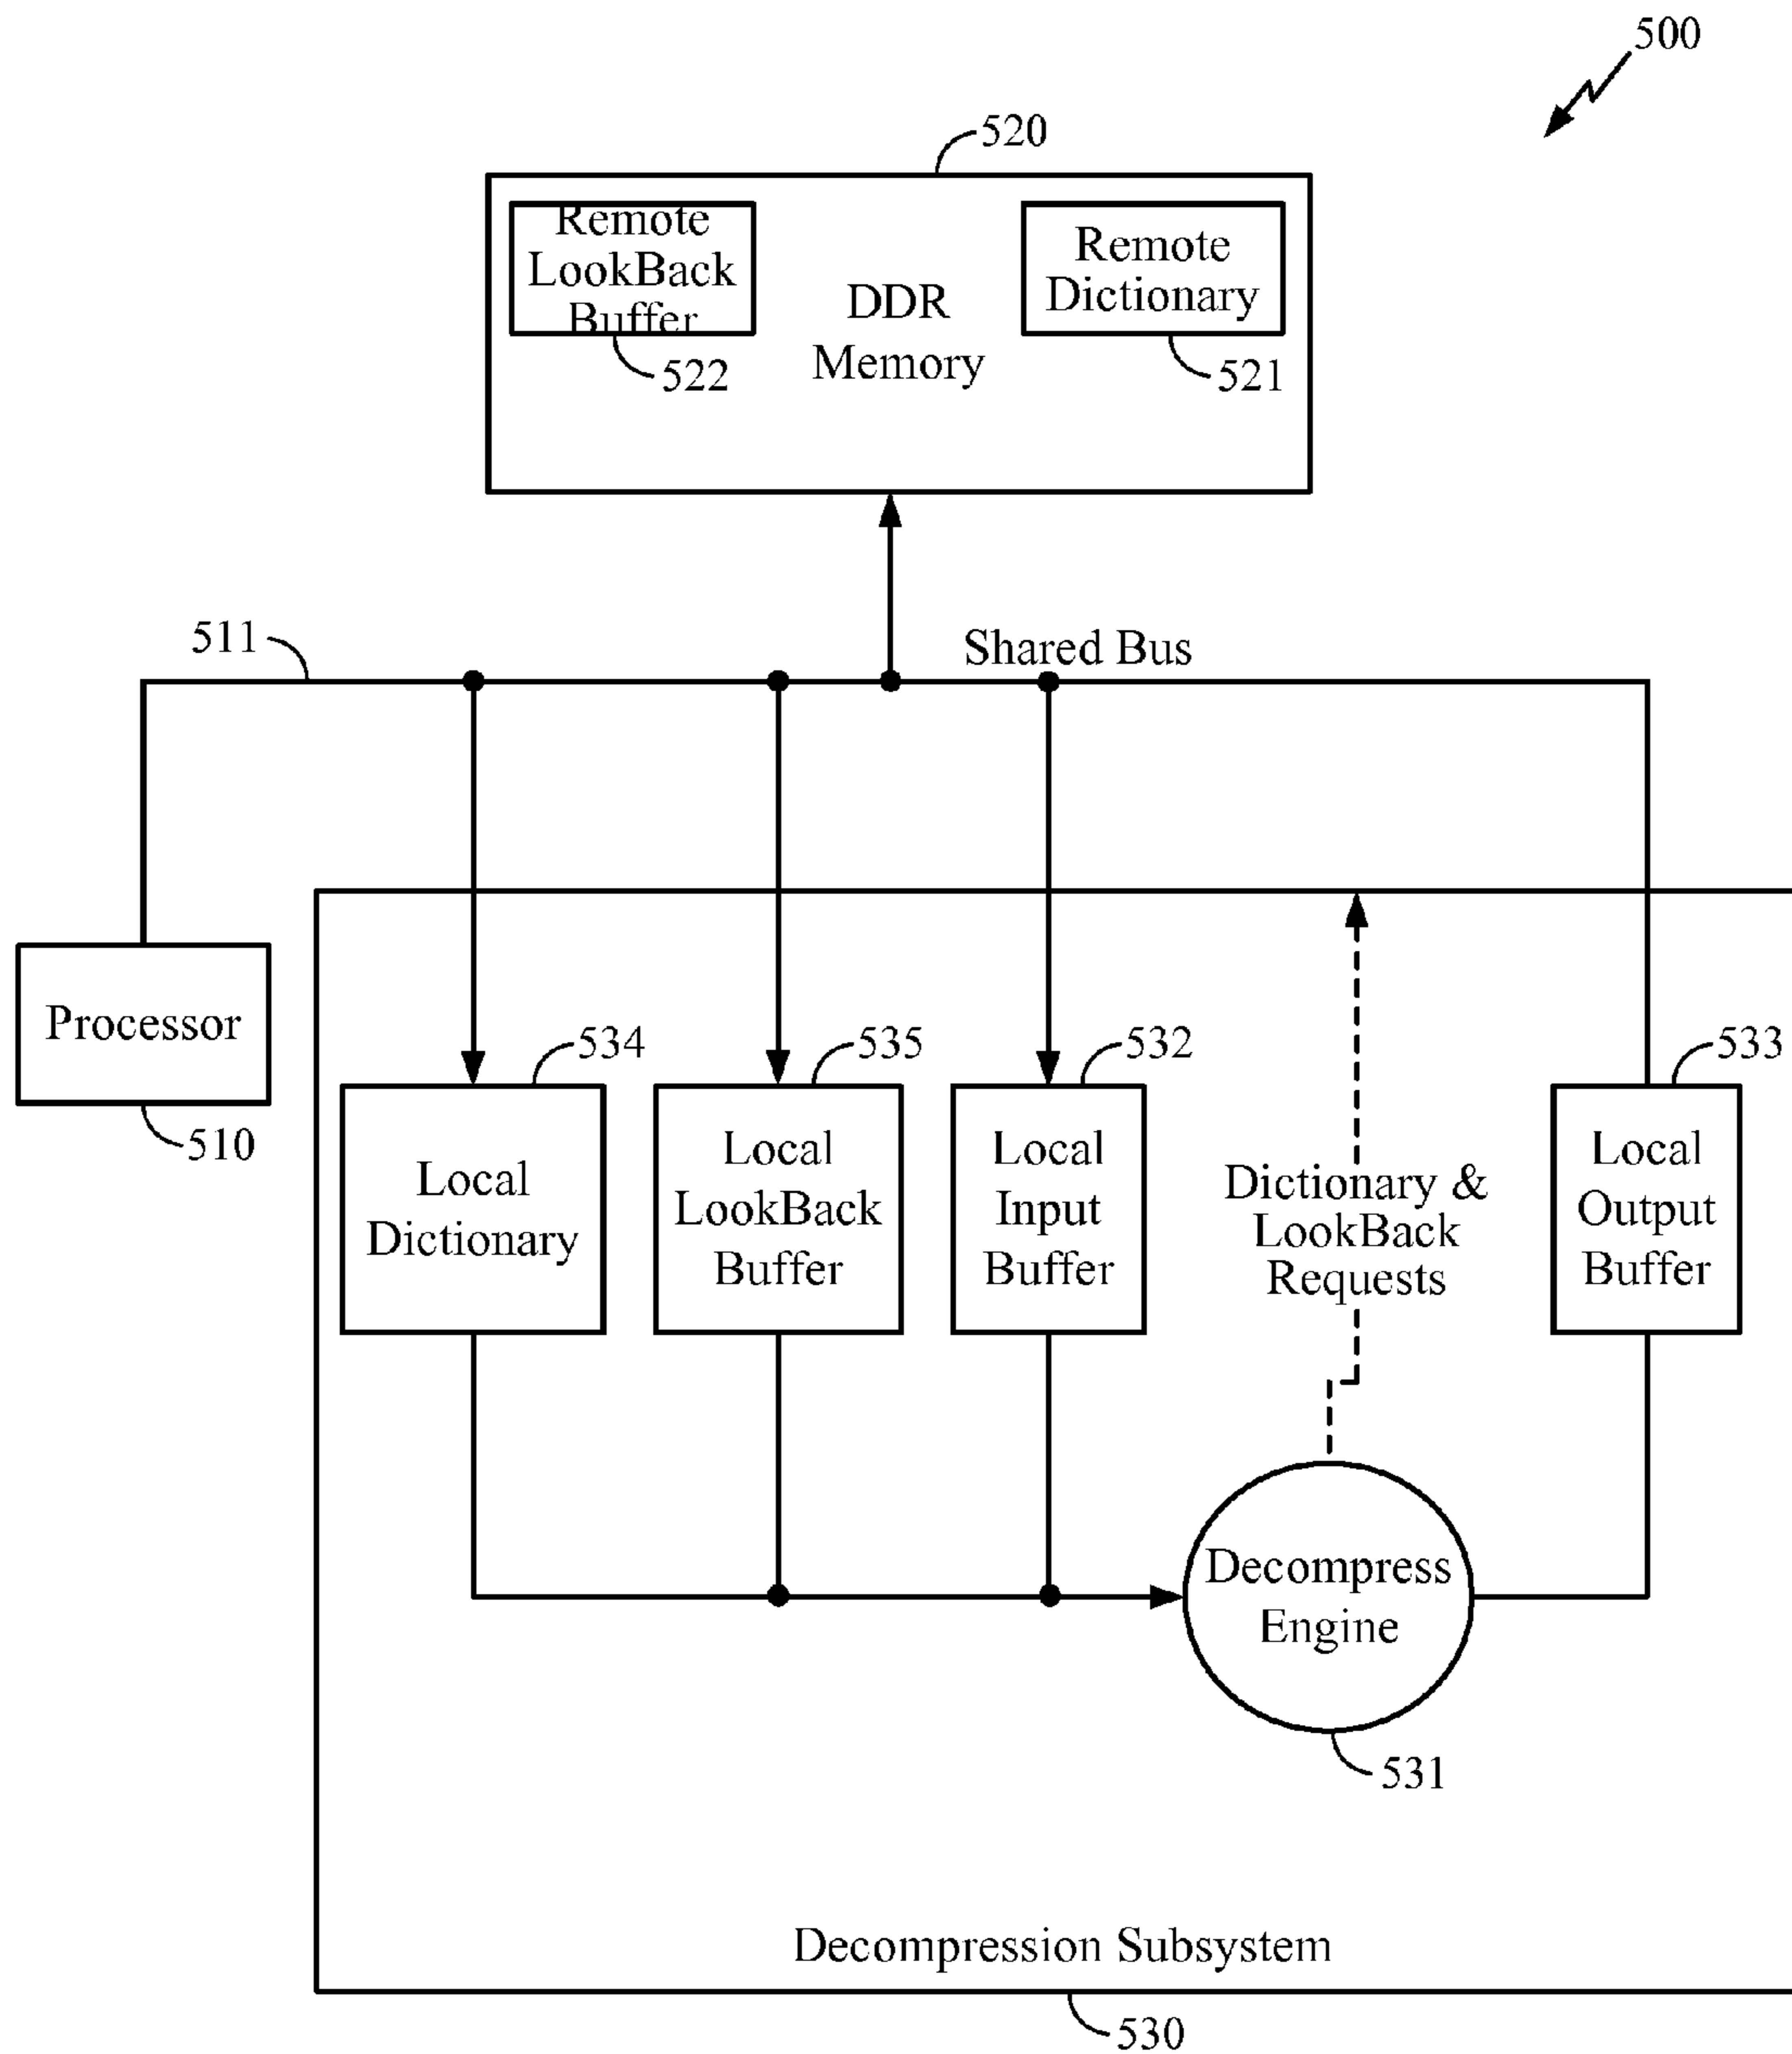 500
520
Remote
LookBack
Buffer
522
DDR
Memory
Remote
Dictionary
521
511
Shared Bus
Processor
510
534
Local
Dictionary
535
Local
LookBack
Buffer
532
Local
Input
Buffer
Dictionary &
LookBack
Requests
533
Local
Output
Buffer
Decompress
Engine
531
Decompression Subsystem
530